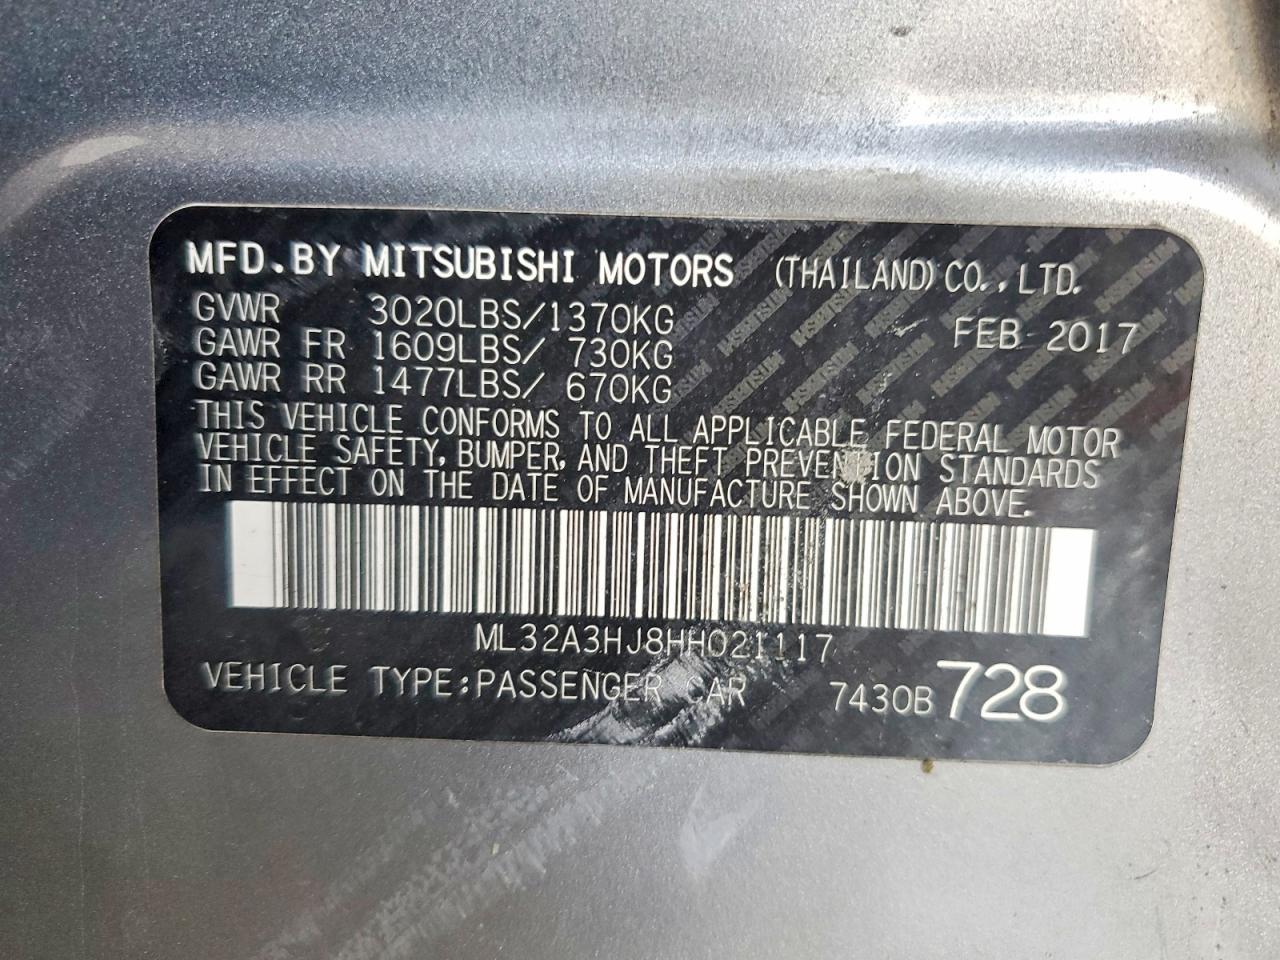 MFD.BY MITSUBISHI MOTORS (THAILAND) CO.,LTD.
GVWR 3020LBS/1370KG FEB 2017
GAWR FR 1609LBS/ 730KG
GAWR RR 1477LBS/ 670KG
THIS VEHICLE CONFORMS TO ALL APPLICABLE FEDERAL MOTOR
VEHICLE SAFETY, BUMPER, AND THEFT PREVENTION STANDARDS
IN EFFECT ON THE DATE OF MANUFACTURE SHOWN ABOVE.
ML32A3HJ8HH021117
VEHICLE TYPE:PASSENGER CAR 7430B 728